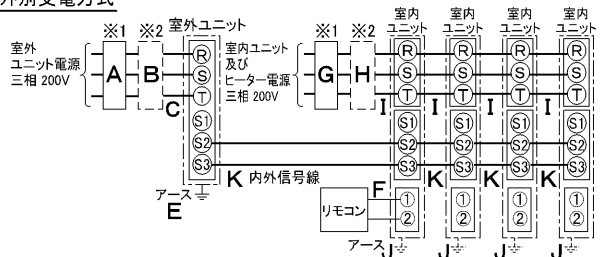 外別受電方式
※1 ※2 室外ユニット
室外
ユニット電源
三相 200V
A B C
R
S
T
S1
S2
S3
アース
E
※1 ※2
室内ユニット
及び
ヒーター電源
三相 200V
G H
室内
ユニット
室内
ユニット
室内
ユニット
室内
ユニット
R R R R
S S S S
T T T T
I I I I
S1 S1 S1 S1
S2 S2 S2 S2
S3 S3 S3 S3
K 内外信号線 K K K
F
リモコン
① ① ① ①
② ② ② ②
アース J J J J